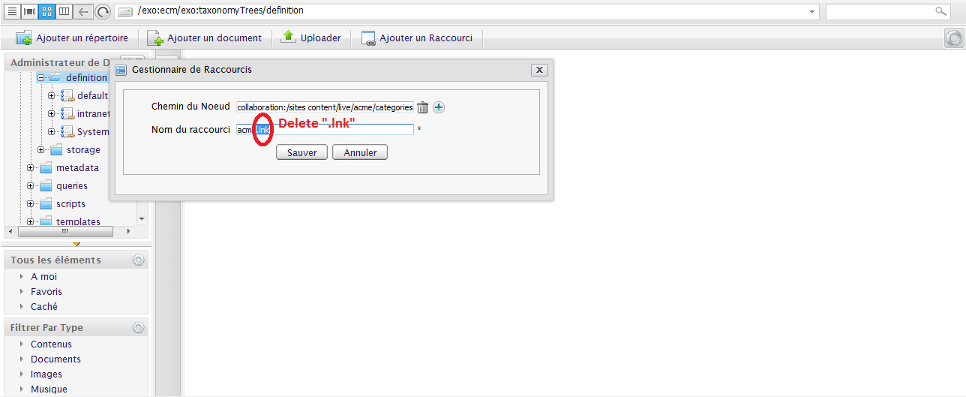 /exo:ecm/exo:taxonomyTrees/definition
Ajouter un répertoire Ajouter un document Uploader Ajouter un Raccourci
Administrateur de D
definition
default
intranet
System
storage
metadata
queries
scripts
templates
Gestionnaire de Raccourcis
Chemin du Noeud collaboration:/sites content/live/acme/categories
Nom du raccourci acme.lnk *
Delete ".lnk"
Sauver Annuler
Tous les éléments
A moi
Favoris
Caché
Filtrer Par Type
Contenus
Documents
Images
Musique